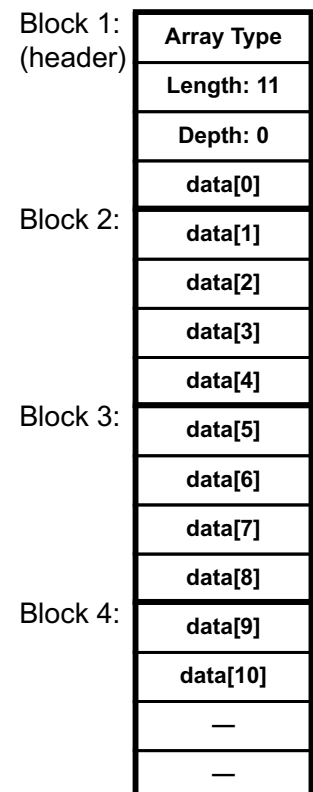 Block 1:
(header)
Array Type
Length: 11
Depth: 0
data[0]
Block 2:
data[1]
data[2]
data[3]
data[4]
Block 3:
data[5]
data[6]
data[7]
data[8]
Block 4:
data[9]
data[10]
—
—